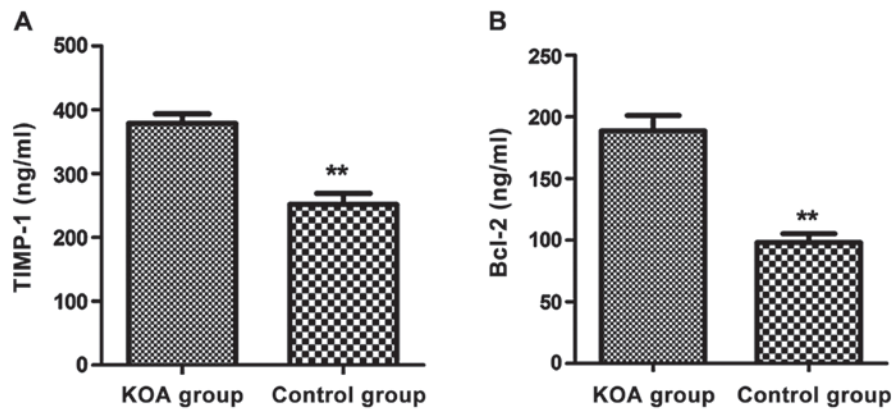 A
TIMP-1 (ng/ml)
500
400
300
200
100
0
**
KOA group
Control group
B
Bcl-2 (ng/ml)
250
200
150
100
50
0
**
KOA group
Control group